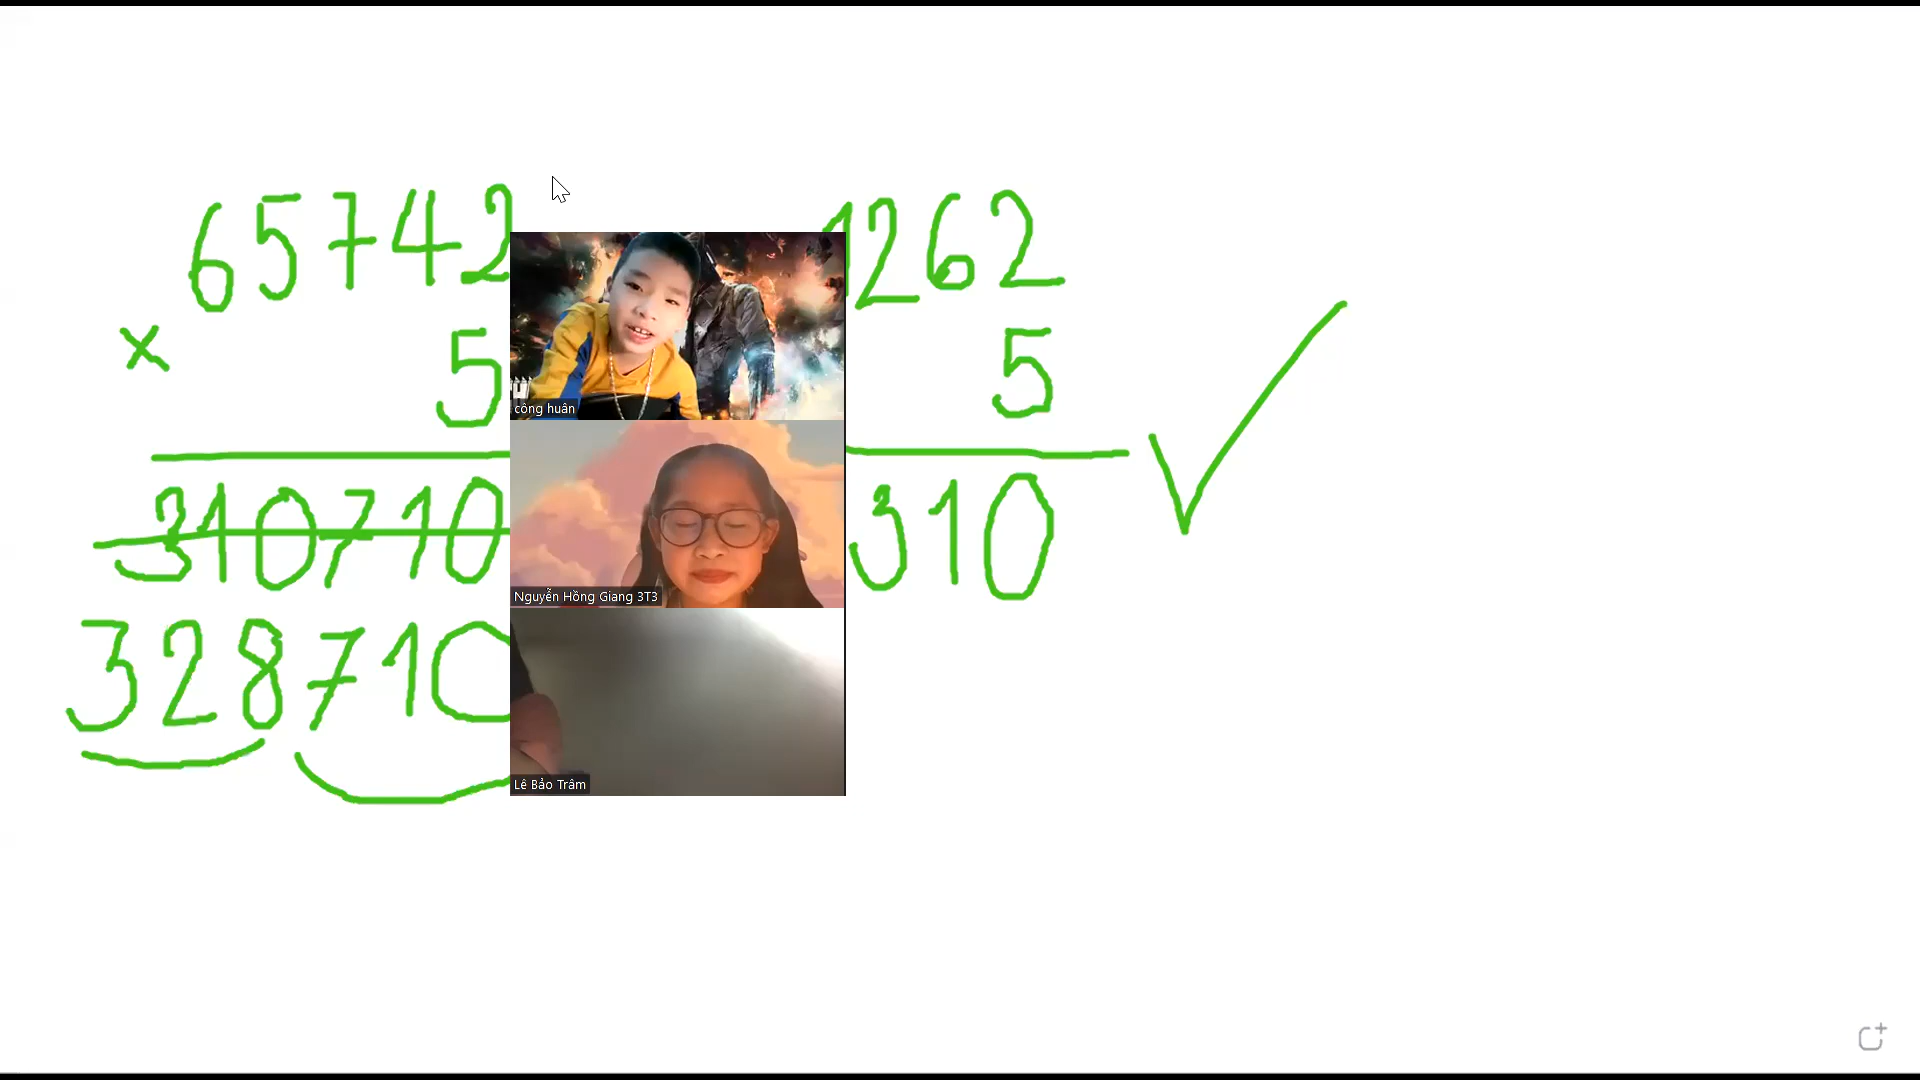 65742
× 5
310710
328710
1262
5
310
công huân
Nguyễn Hồng Giang 3T3
Lê Bảo Trâm